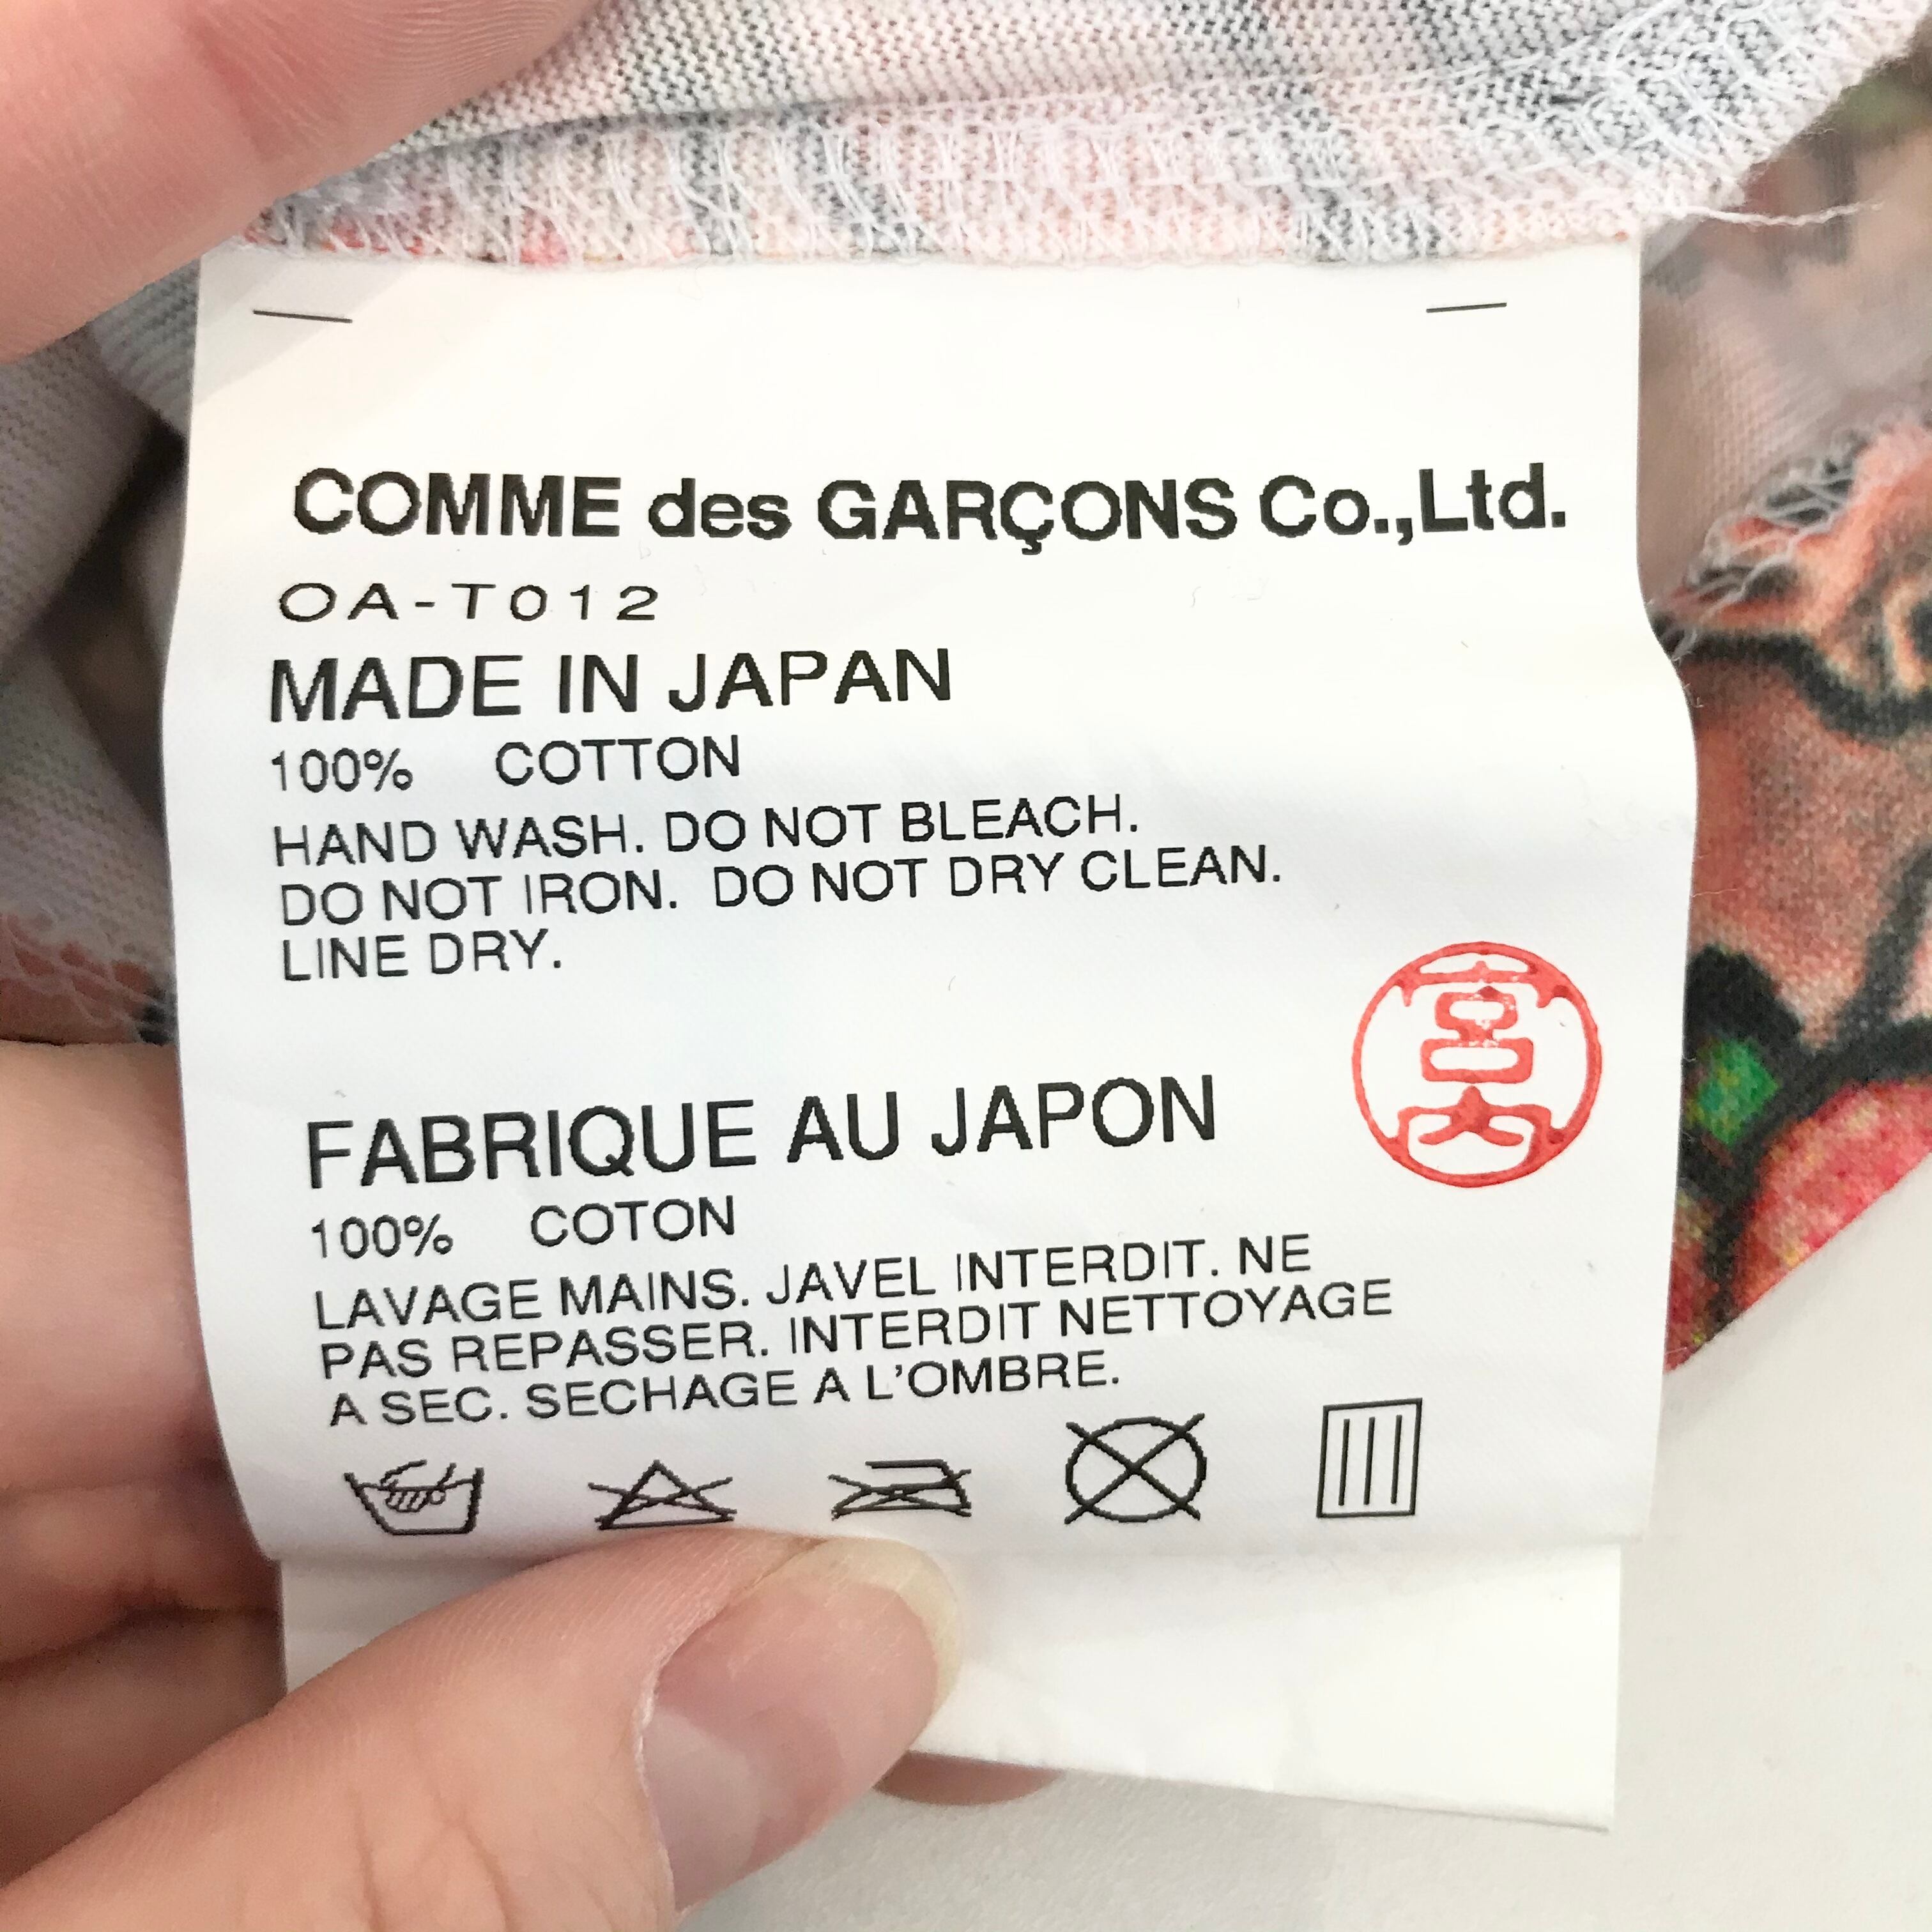 COMME des GARÇONS Co.,Ltd.
OA-T012
MADE IN JAPAN
100% COTTON
HAND WASH. DO NOT BLEACH.
DO NOT IRON. DO NOT DRY CLEAN.
LINE DRY.
宮内
FABRIQUE AU JAPON
100% COTON
LAVAGE MAINS. JAVEL INTERDIT. NE
PAS REPASSER. INTERDIT NETTOYAGE
A SEC. SECHAGE A L'OMBRE.